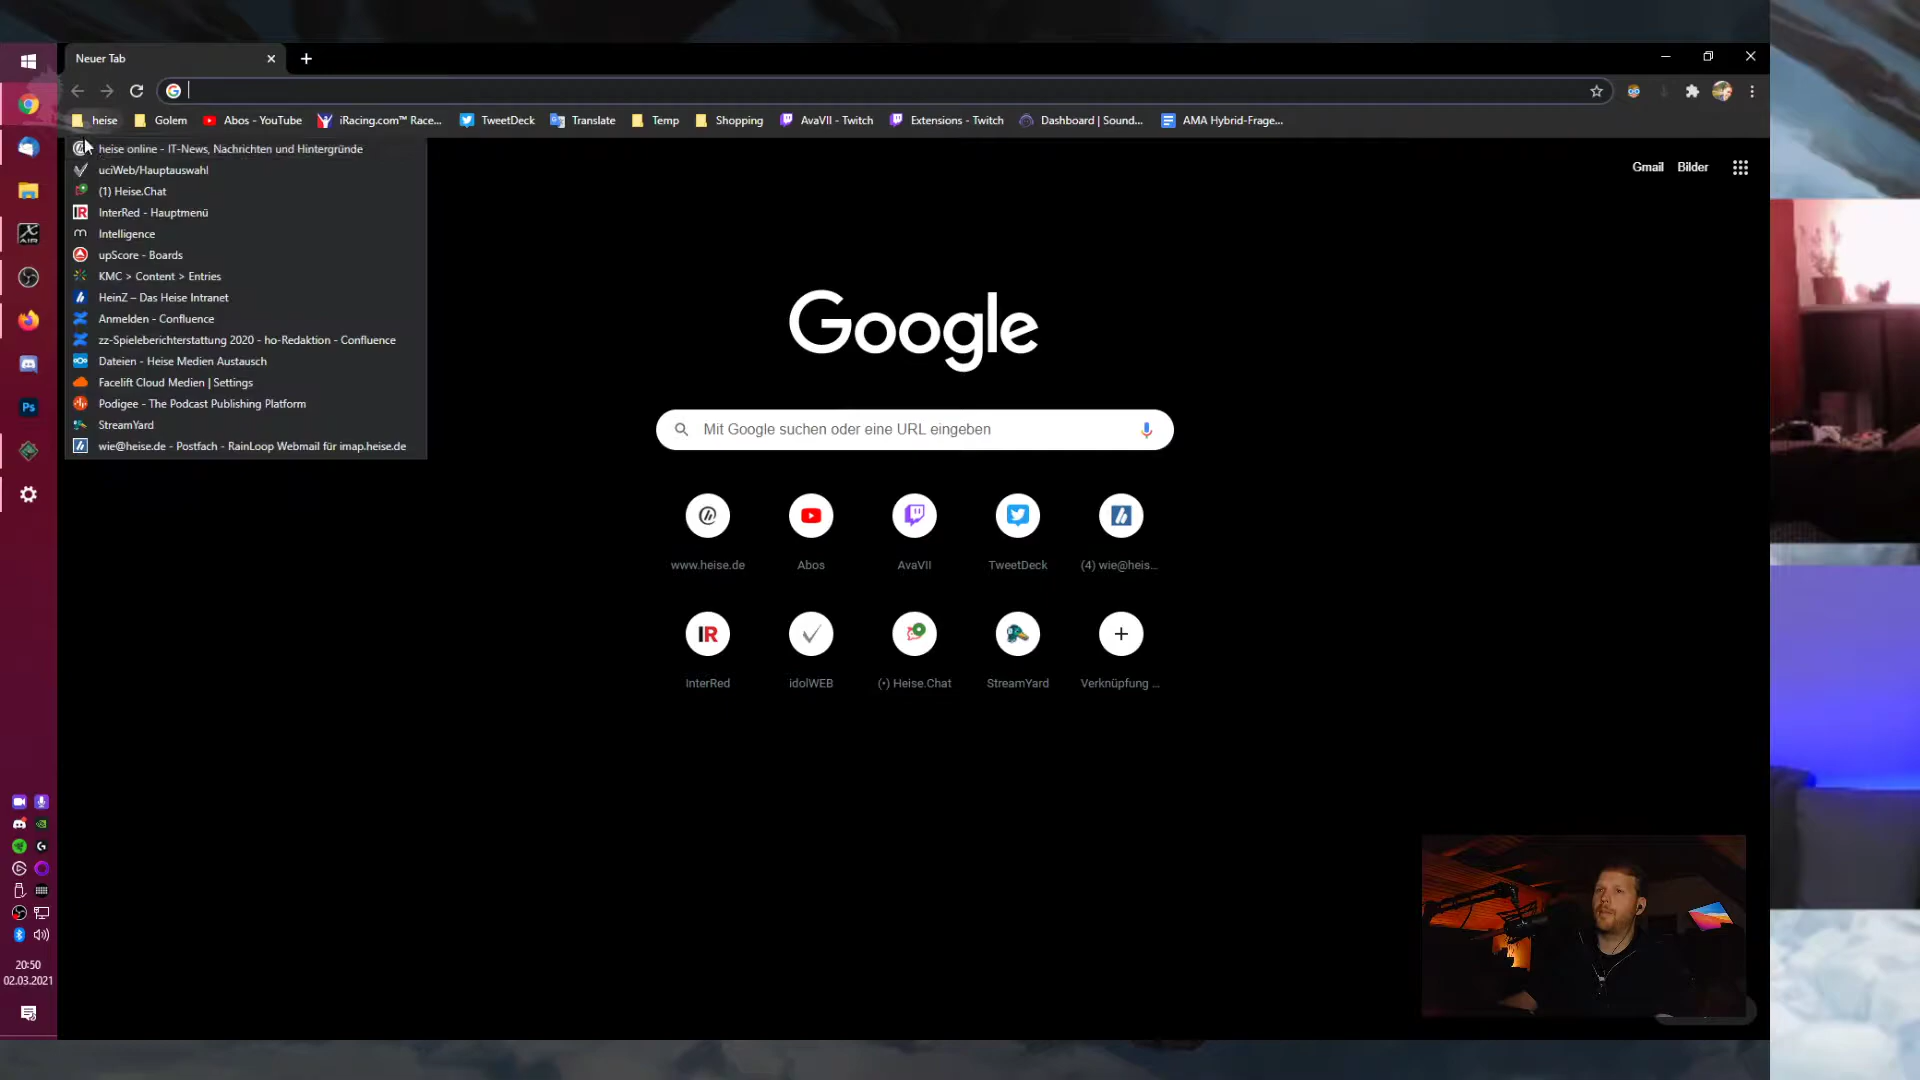 Neuer Tab
heise
Golem
Abos - YouTube
iRacing.com™ Race...
TweetDeck
Translate
Temp
Shopping
AvaVII - Twitch
Extensions - Twitch
Dashboard | Sound...
AMA Hybrid-Frage...
heise online - IT-News, Nachrichten und Hintergründe
uciWeb/Hauptauswahl
(1) Heise.Chat
IR InterRed - Hauptmenü
Intelligence
upScore - Boards
KMC > Content > Entries
HeinZ – Das Heise Intranet
Anmelden - Confluence
zz-Spieleberichterstattung 2020 - ho-Redaktion - Confluence
Dateien - Heise Medien Austausch
Facelift Cloud Medien | Settings
Podigee - The Podcast Publishing Platform
StreamYard
wie@heise.de - Postfach - RainLoop Webmail für imap.heise.de
Gmail
Bilder
Google
Mit Google suchen oder eine URL eingeben
www.heise.de
Abos
AvaVII
TweetDeck
(4) wie@heis...
IR
InterRed
idolWEB
(•) Heise.Chat
StreamYard
Verknüpfung ...
X
AIR
Ps
20:50
02.03.2021